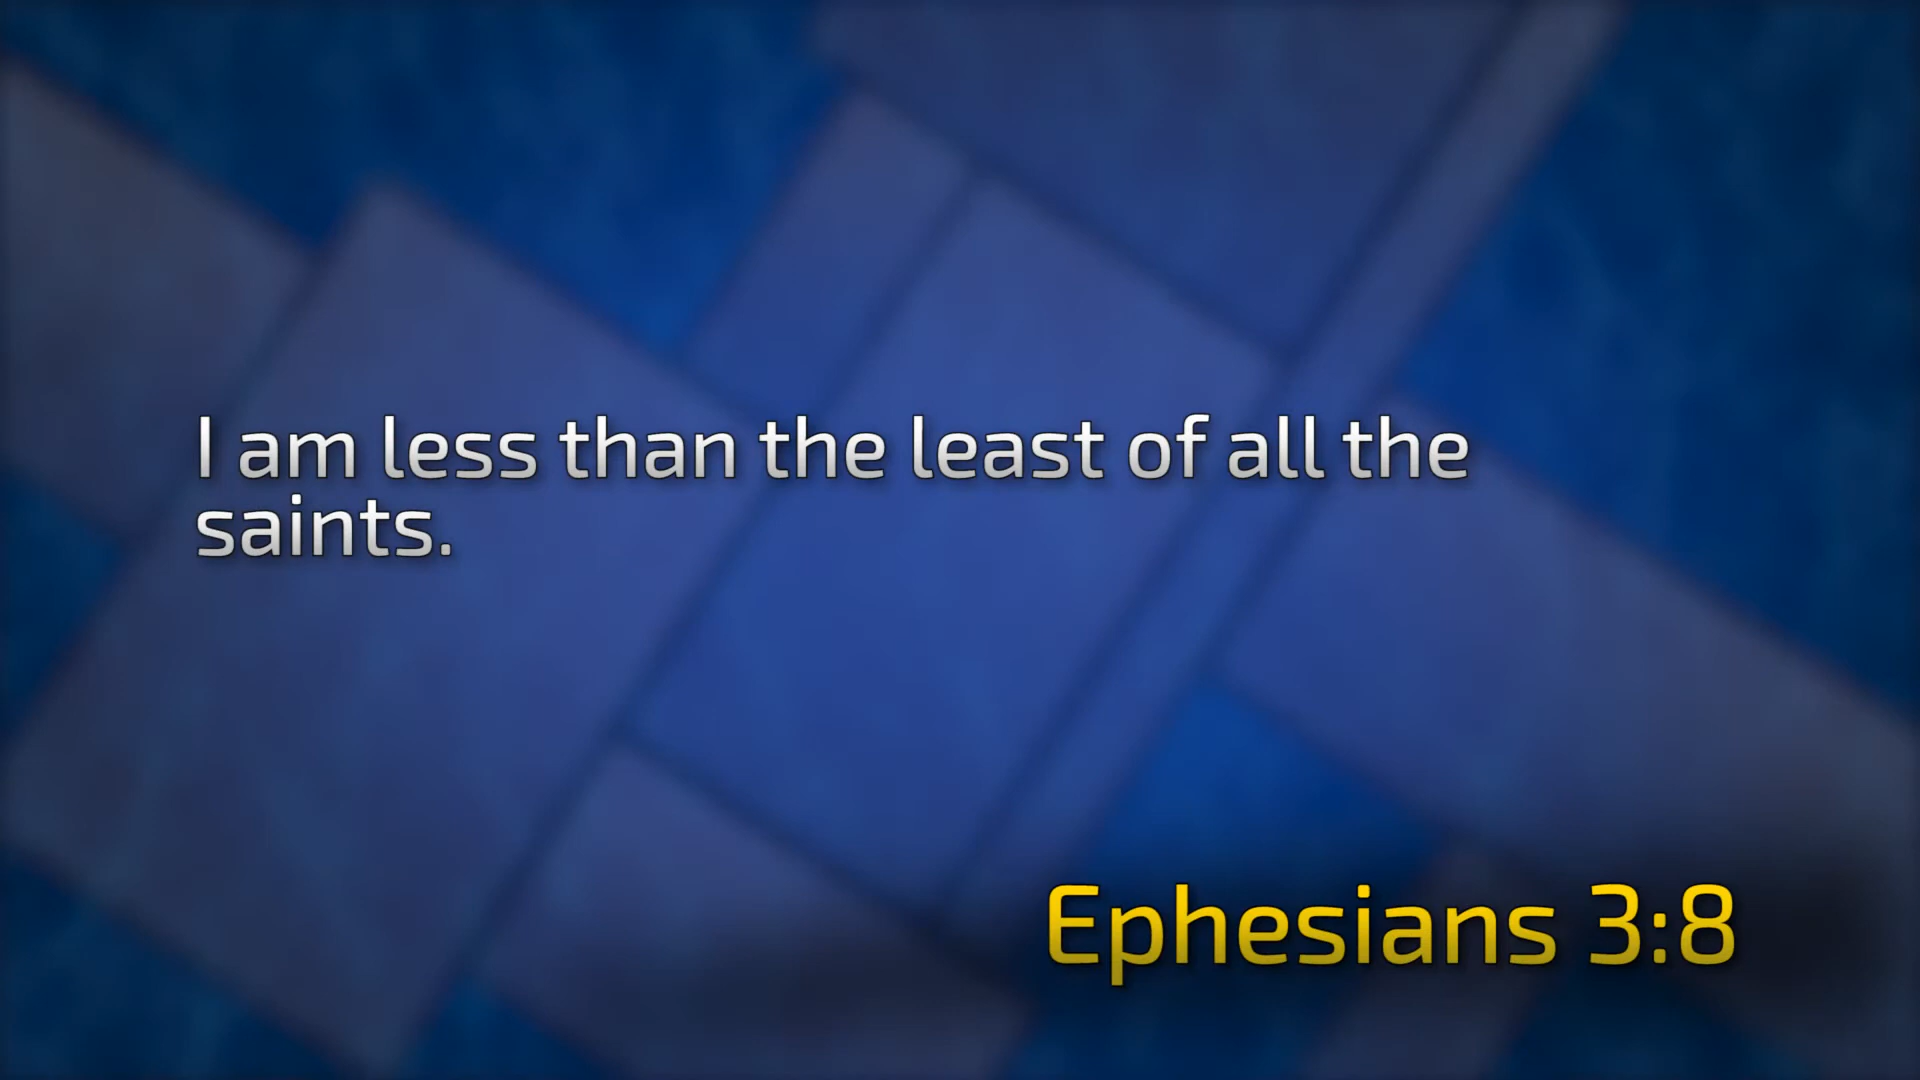 I am less than the least of all the
saints.
Ephesians 3:8